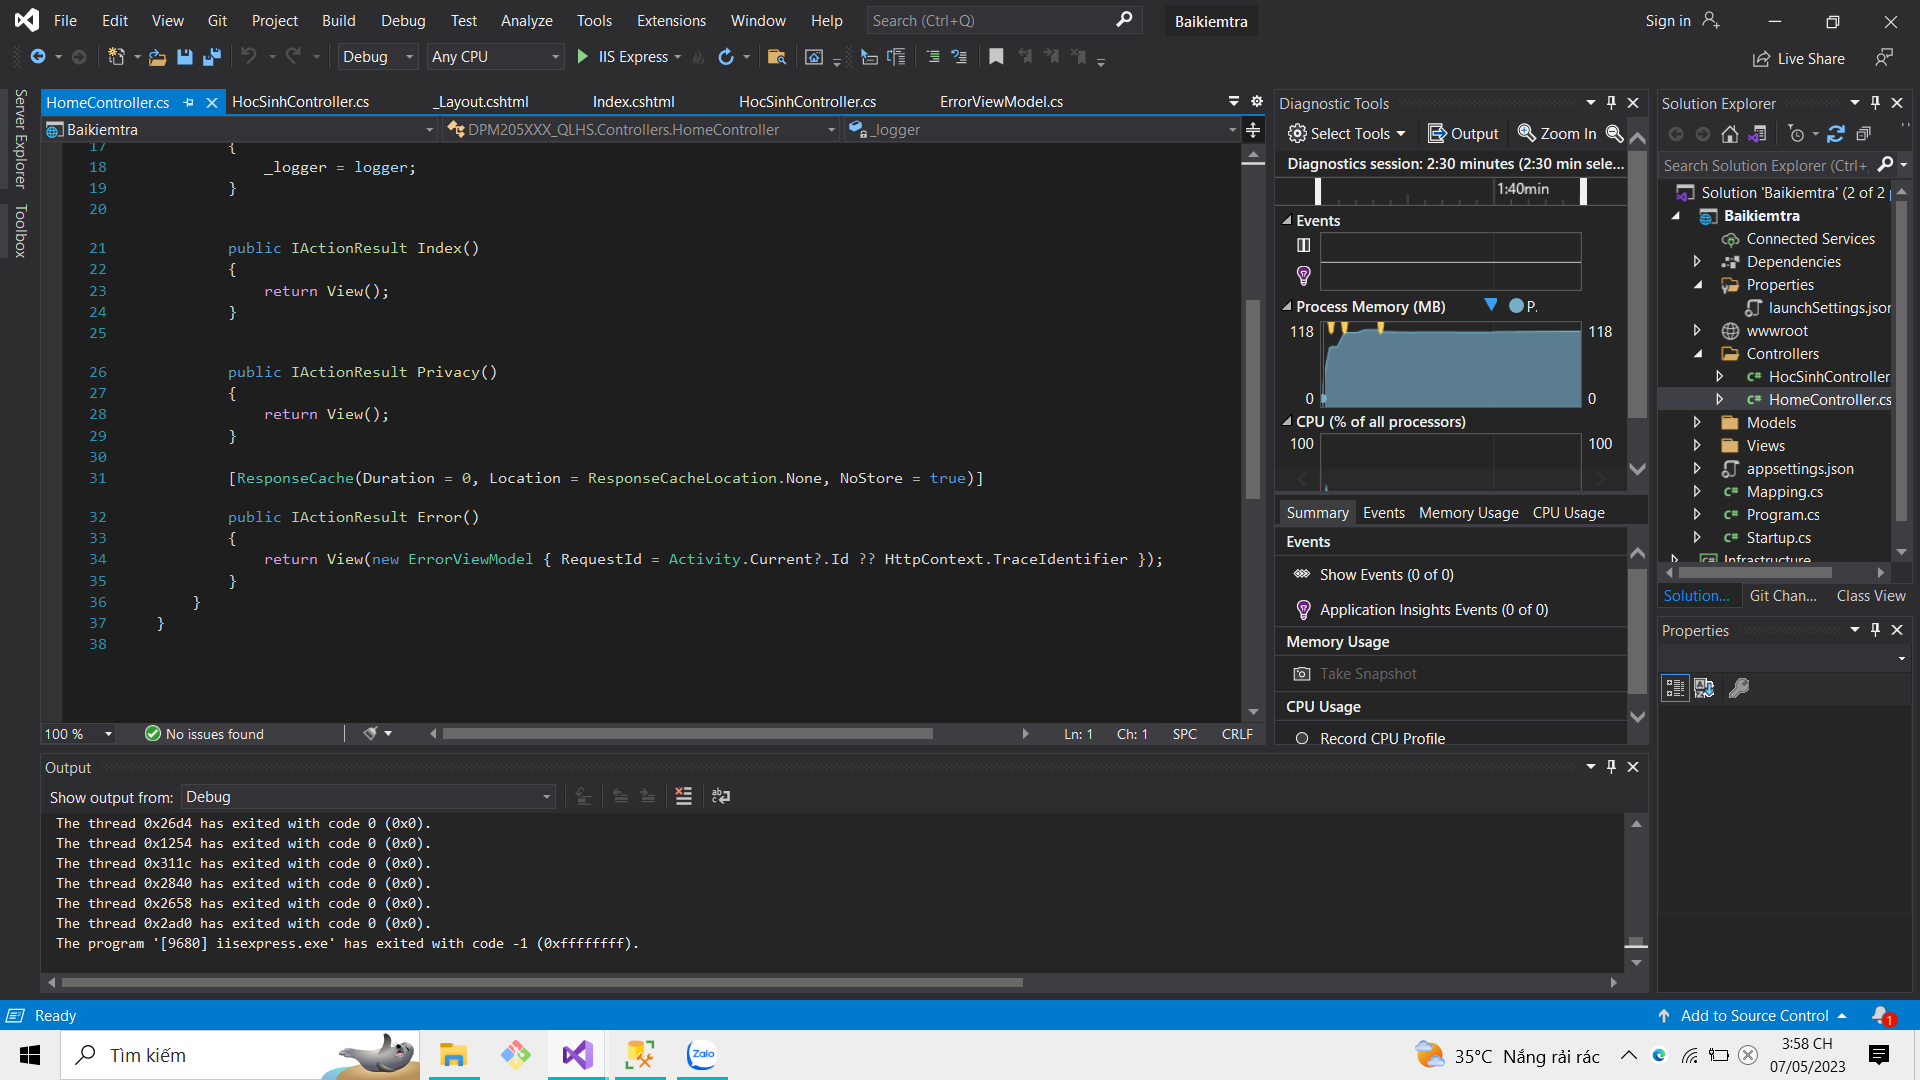 File Edit View Git Project Build Debug Test Analyze Tools Extensions Window Help Search (Ctrl+Q) Baikiemtra Sign in
Debug Any CPU IIS Express Live Share
Server Explorer
Toolbox
HomeController.cs HocSinhController.cs _Layout.cshtml Index.cshtml HocSinhController.cs ErrorViewModel.cs
Baikiemtra DPM205XXX_QLHS.Controllers.HomeController _logger
17 {
18 _logger = logger;
19 }
20
21 public IActionResult Index()
22 {
23 return View();
24 }
25
26 public IActionResult Privacy()
27 {
28 return View();
29 }
30
31 [ResponseCache(Duration = 0, Location = ResponseCacheLocation.None, NoStore = true)]
32 public IActionResult Error()
33 {
34 return View(new ErrorViewModel { RequestId = Activity.Current?.Id ?? HttpContext.TraceIdentifier });
35 }
36 }
37 }
38
100 % No issues found Ln: 1 Ch: 1 SPC CRLF
Diagnostic Tools
Select Tools Output Zoom In
Diagnostics session: 2:30 minutes (2:30 min sele...
1:40min
Events
Process Memory (MB) P.
118 118
0 0
CPU (% of all processors)
100 100
Summary Events Memory Usage CPU Usage
Events
Show Events (0 of 0)
Application Insights Events (0 of 0)
Memory Usage
Take Snapshot
CPU Usage
Record CPU Profile
Solution Explorer
Search Solution Explorer (Ctrl+
Solution 'Baikiemtra' (2 of 2
Baikiemtra
Connected Services
Dependencies
Properties
launchSettings.json
wwwroot
Controllers
HocSinhController.
HomeController.cs
Models
Views
appsettings.json
Mapping.cs
Program.cs
Startup.cs
Infrastructure
Solution... Git Chan... Class View
Properties
Output
Show output from: Debug
The thread 0x26d4 has exited with code 0 (0x0).
The thread 0x1254 has exited with code 0 (0x0).
The thread 0x311c has exited with code 0 (0x0).
The thread 0x2840 has exited with code 0 (0x0).
The thread 0x2658 has exited with code 0 (0x0).
The thread 0x2ad0 has exited with code 0 (0x0).
The program '[9680] iisexpress.exe' has exited with code -1 (0xffffffff).
Ready Add to Source Control 1
Tìm kiếm Zalo 35°C Nắng rải rác 3:58 CH
07/05/2023